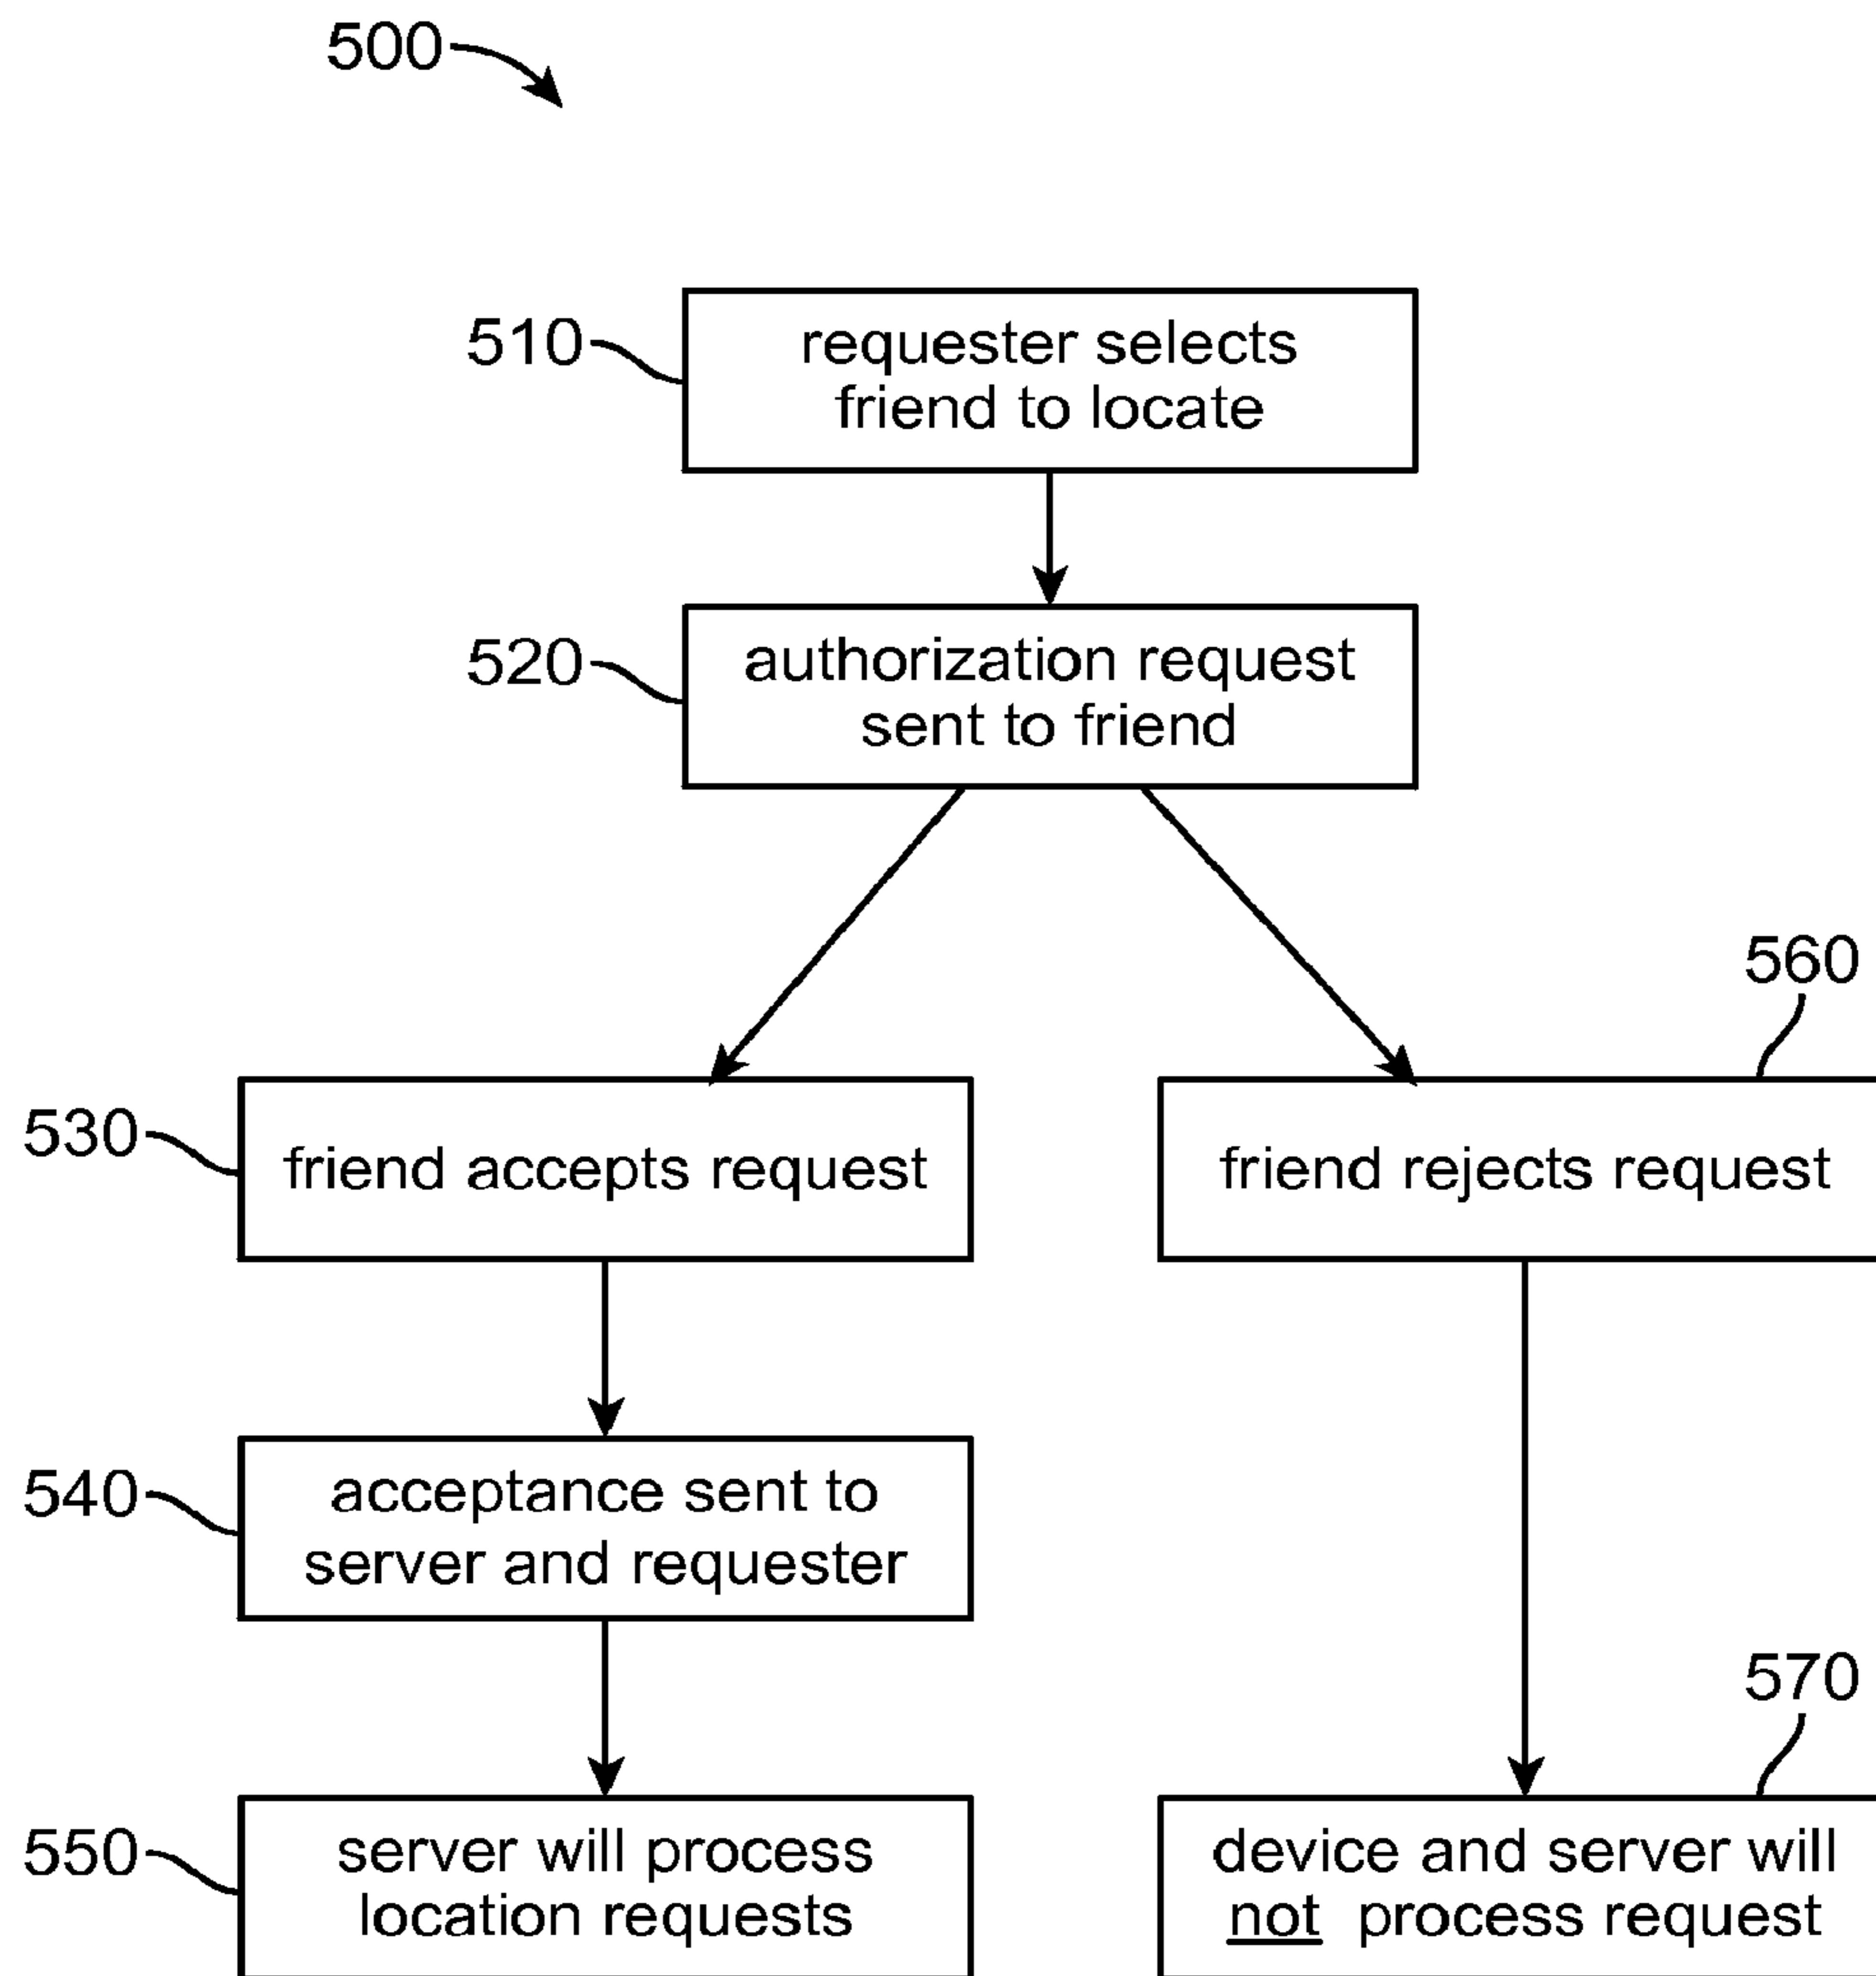 500
510
requester selects
friend to locate
520
authorization request
sent to friend
560
530
friend accepts request
friend rejects request
540
acceptance sent to
server and requester
570
550
server will process
location requests
device and server will
not process request